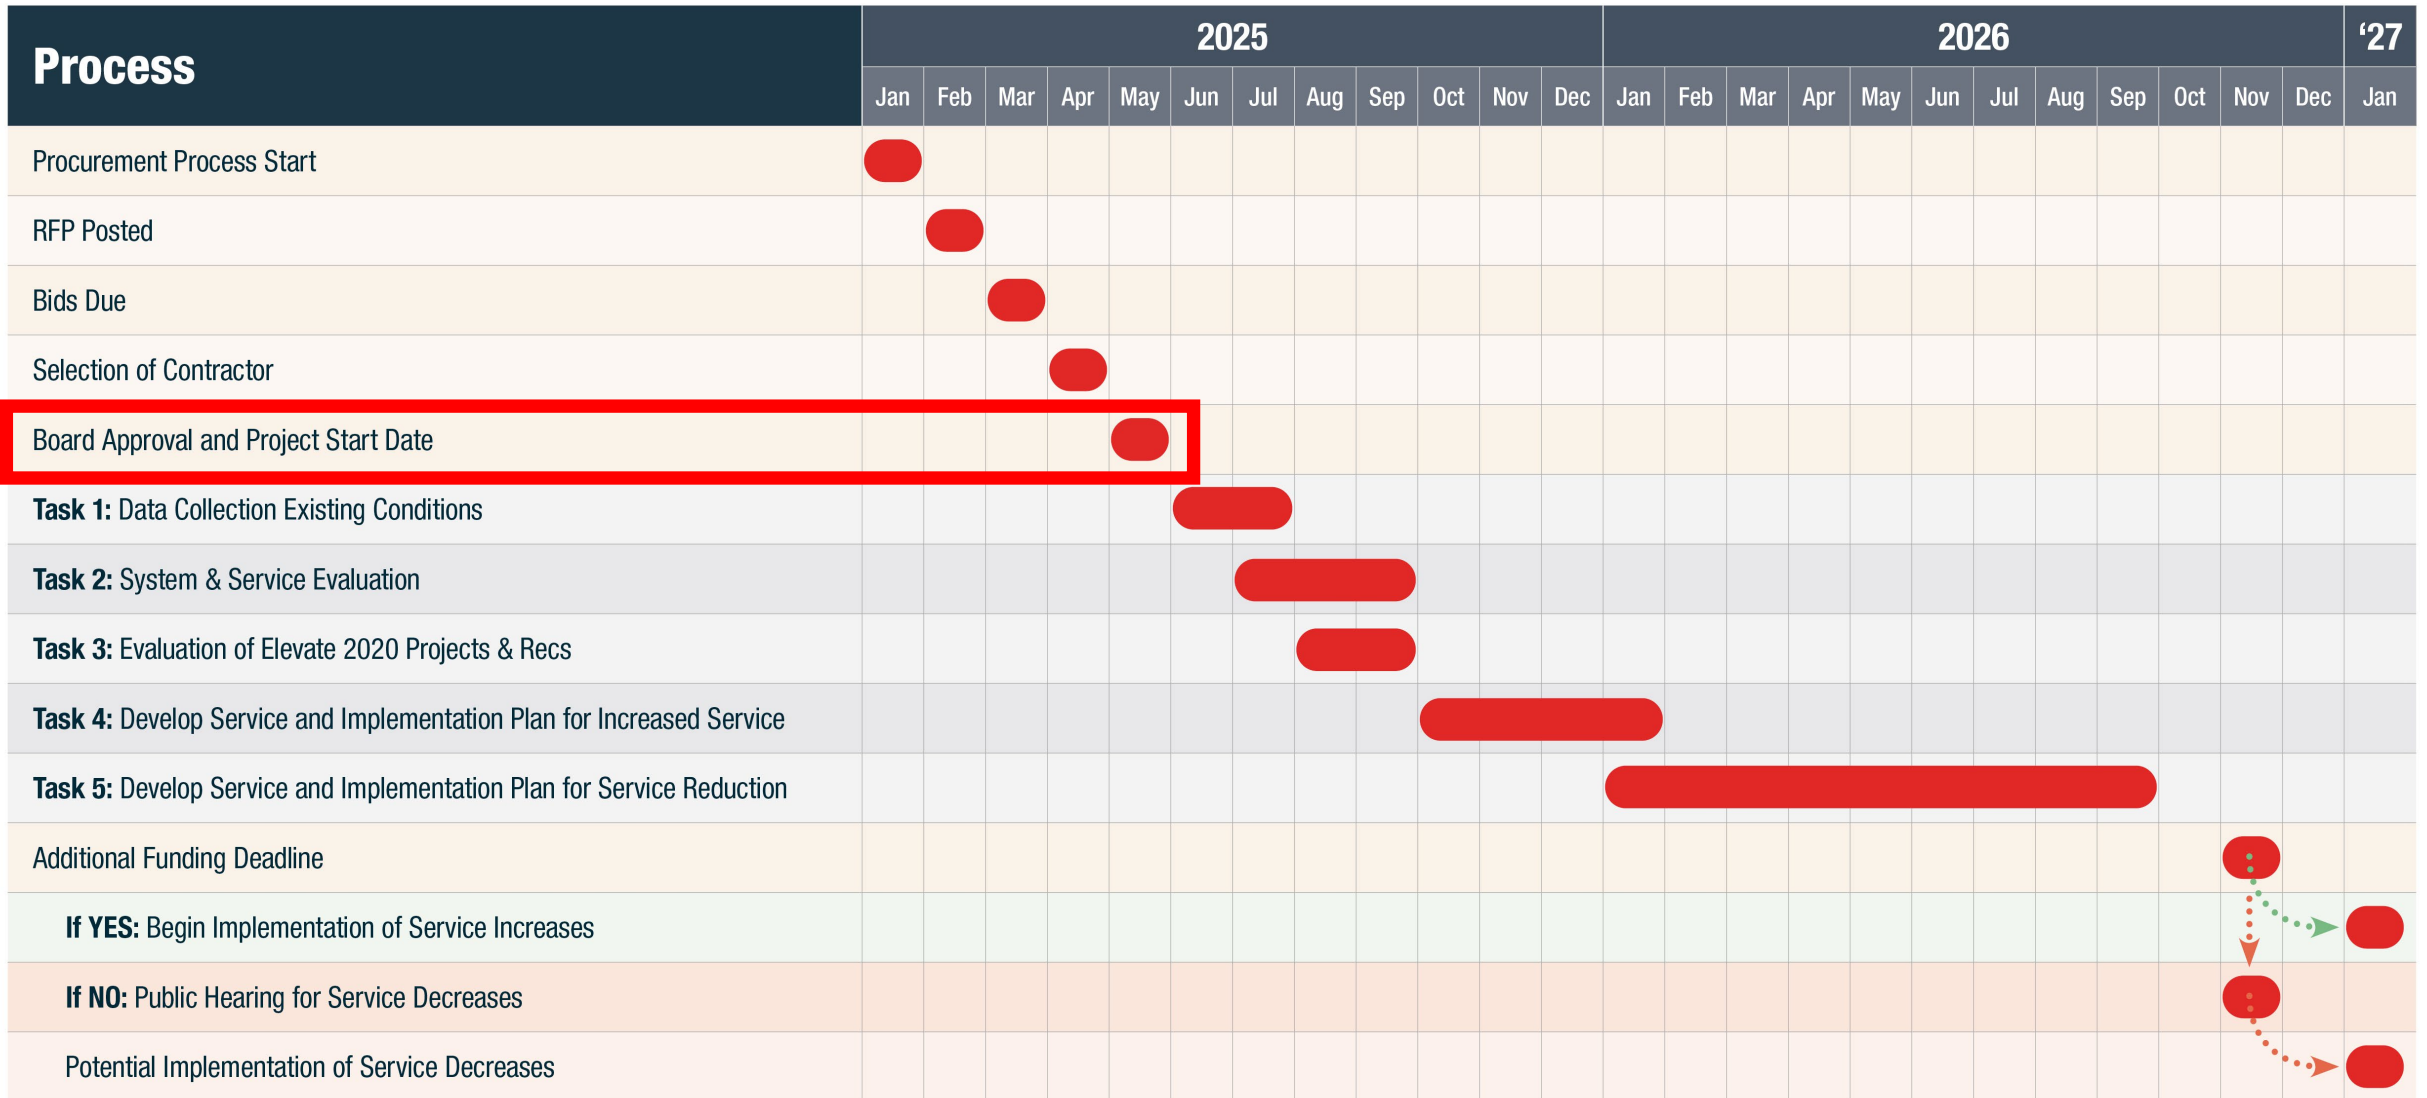 Process
2025
2026
‘27
Jan Feb Mar Apr May Jun Jul Aug Sep Oct Nov Dec Jan Feb Mar Apr May Jun Jul Aug Sep Oct Nov Dec Jan
Procurement Process Start
RFP Posted
Bids Due
Selection of Contractor
Board Approval and Project Start Date
Task 1: Data Collection Existing Conditions
Task 2: System & Service Evaluation
Task 3: Evaluation of Elevate 2020 Projects & Recs
Task 4: Develop Service and Implementation Plan for Increased Service
Task 5: Develop Service and Implementation Plan for Service Reduction
Additional Funding Deadline
If YES: Begin Implementation of Service Increases
If NO: Public Hearing for Service Decreases
Potential Implementation of Service Decreases